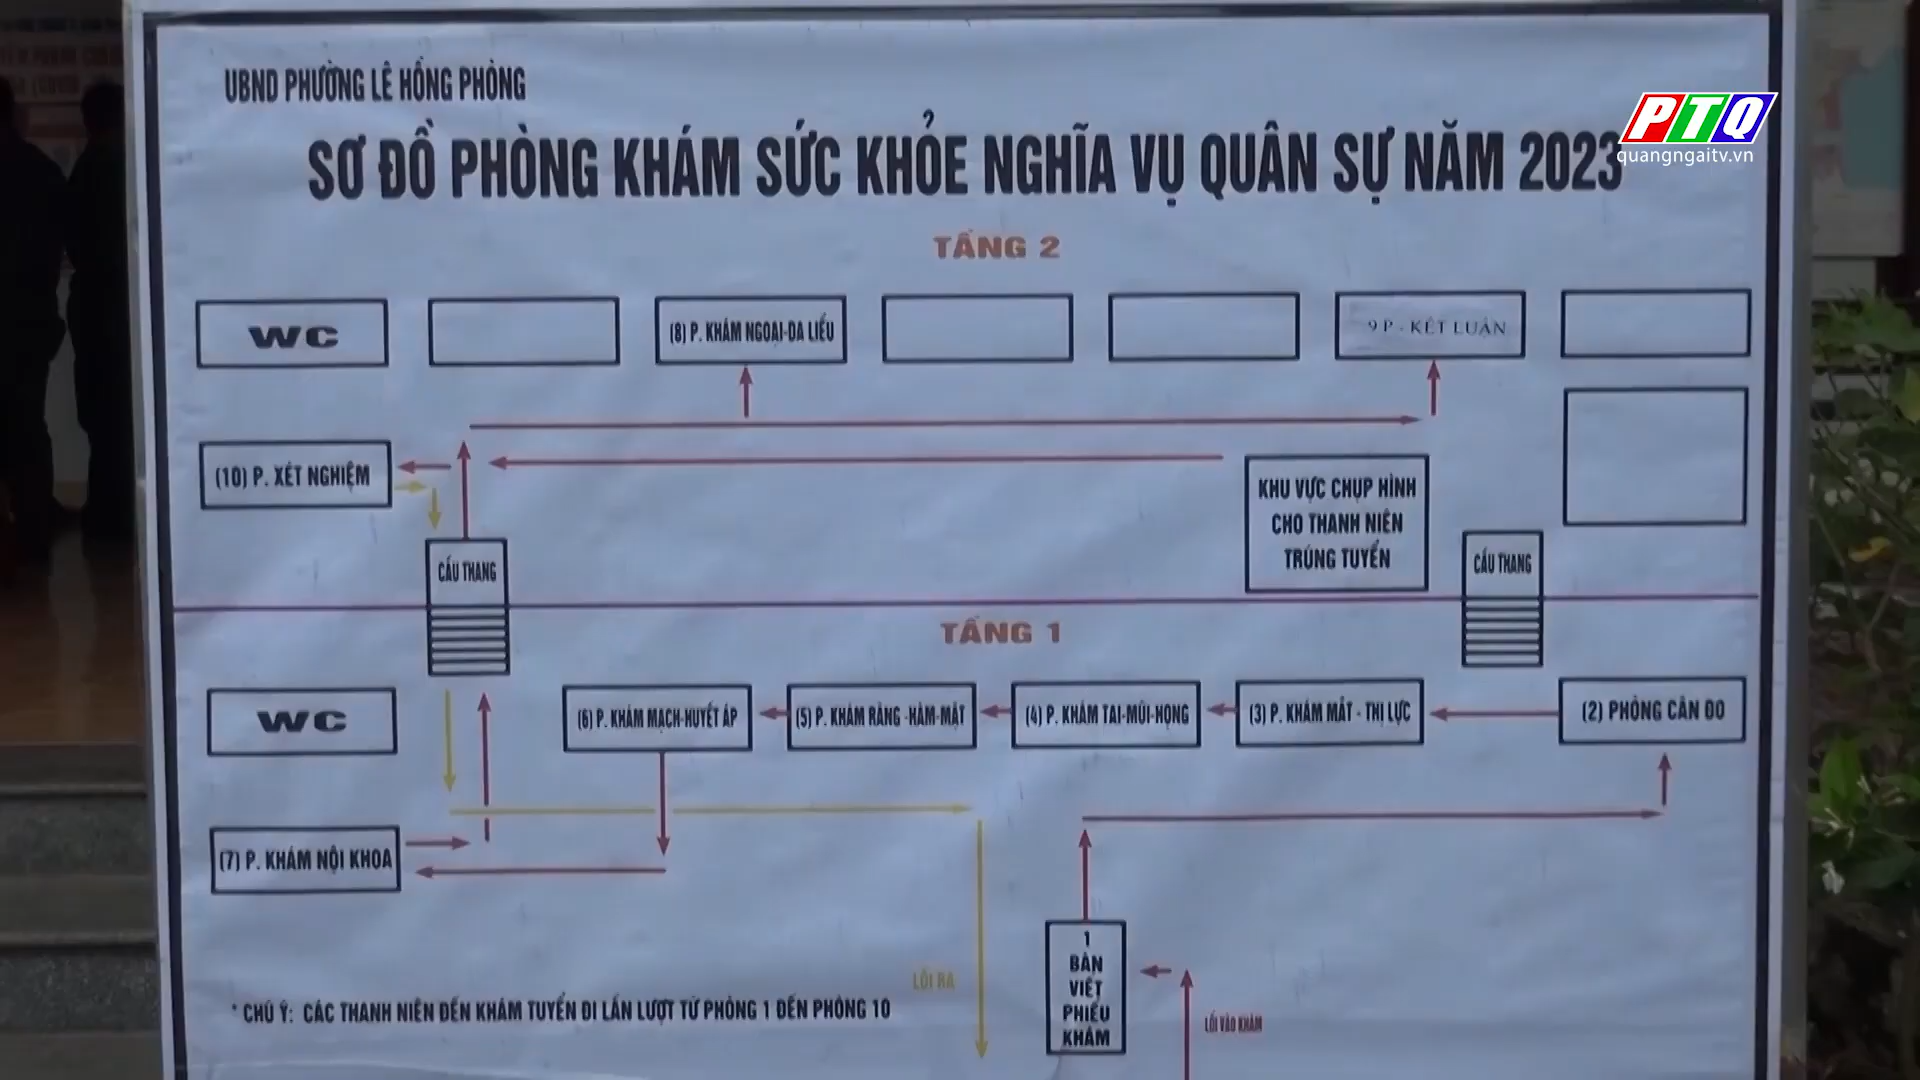 UBND PHƯỜNG LÊ HỒNG PHÒNG
SƠ ĐỒ PHÒNG KHÁM SỨC KHỎE NGHĨA VỤ QUÂN SỰ NĂM 2023
PTQ
quangngaitv.vn
TẦNG 2
WC
(8) P. KHÁM NGOẠI-DA LIỄU
9 P - KẾT LUẬN
(10) P. XÉT NGHIỆM
KHU VỰC CHỤP HÌNH
CHO THANH NIÊN
TRÚNG TUYỂN
CẦU THANG
CẦU THANG
TẦNG 1
WC
(6) P. KHÁM MẠCH-HUYẾT ÁP
(5) P. KHÁM RĂNG -HÀM-MẶT
(4) P. KHÁM TAI-MŨI-HỌNG
(3) P. KHÁM MẮT - THỊ LỰC
(2) PHÒNG CÂN ĐO
(7) P. KHÁM NỘI KHOA
1
BÀN
VIẾT
PHIẾU
KHÁM
LỐI RA
LỐI VÀO KHÁM
* CHÚ Ý: CÁC THANH NIÊN ĐẾN KHÁM TUYỂN ĐI LẦN LƯỢT TỪ PHÒNG 1 ĐẾN PHÒNG 10